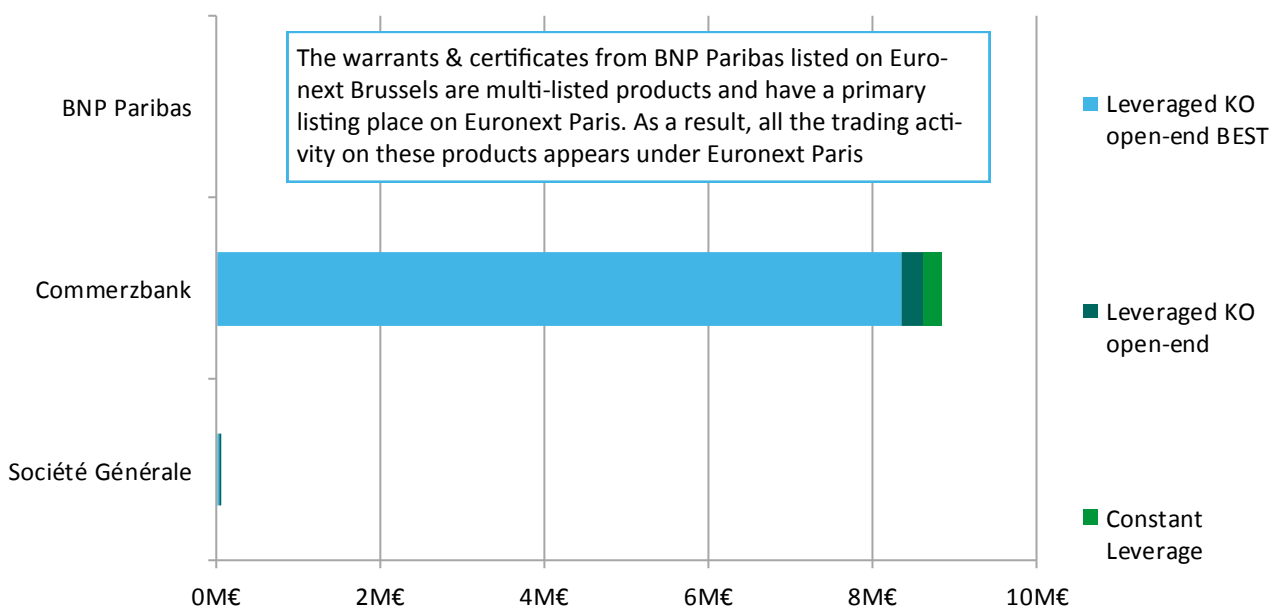 The warrants & certificates from BNP Paribas listed on Euro-
next Brussels are multi-listed products and have a primary
listing place on Euronext Paris. As a result, all the trading acti-
vity on these products appears under Euronext Paris
BNP Paribas
Commerzbank
Société Générale
0M€ 2M€ 4M€ 6M€ 8M€ 10M€
Leveraged KO
open-end BEST
Leveraged KO
open-end
Constant
Leverage